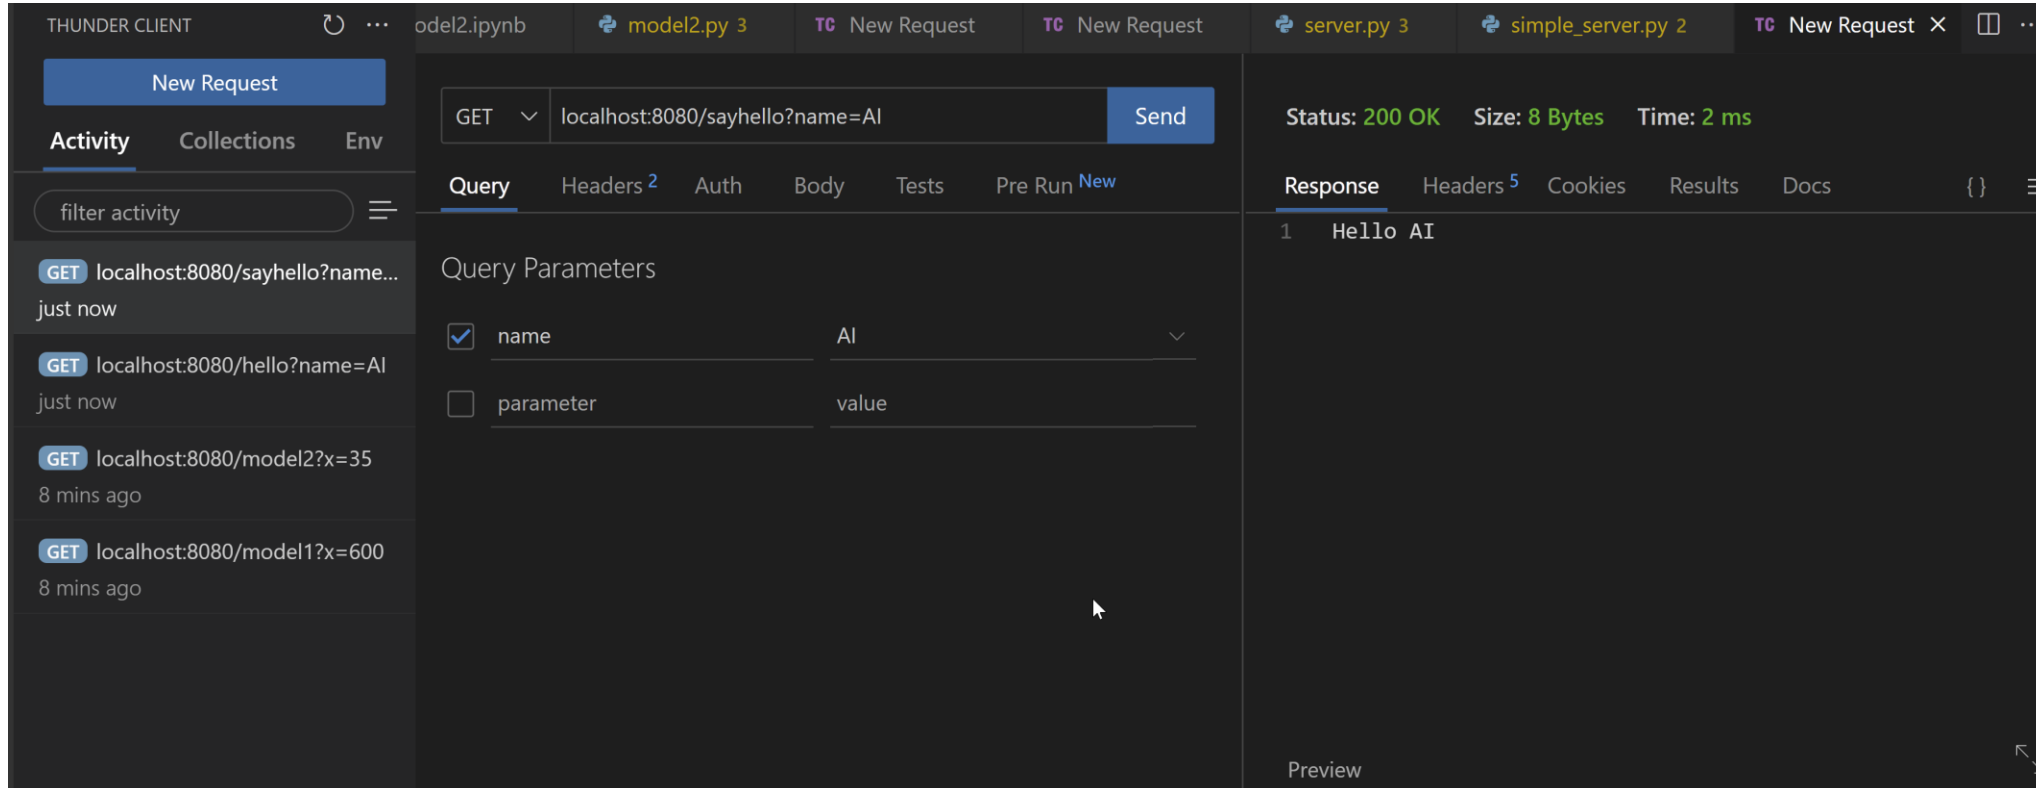 THUNDER CLIENT
odel2.ipynb
model2.py 3
TC New Request
TC New Request
server.py 3
simple_server.py 2
TC New Request
New Request
Activity Collections Env
filter activity
GET localhost:8080/sayhello?name...
just now
GET localhost:8080/hello?name=AI
just now
GET localhost:8080/model2?x=35
8 mins ago
GET localhost:8080/model1?x=600
8 mins ago
GET localhost:8080/sayhello?name=AI Send
Query Headers 2 Auth Body Tests Pre Run New
Query Parameters
name AI
parameter value
Status: 200 OK Size: 8 Bytes Time: 2 ms
Response Headers 5 Cookies Results Docs {}
1 Hello AI
Preview